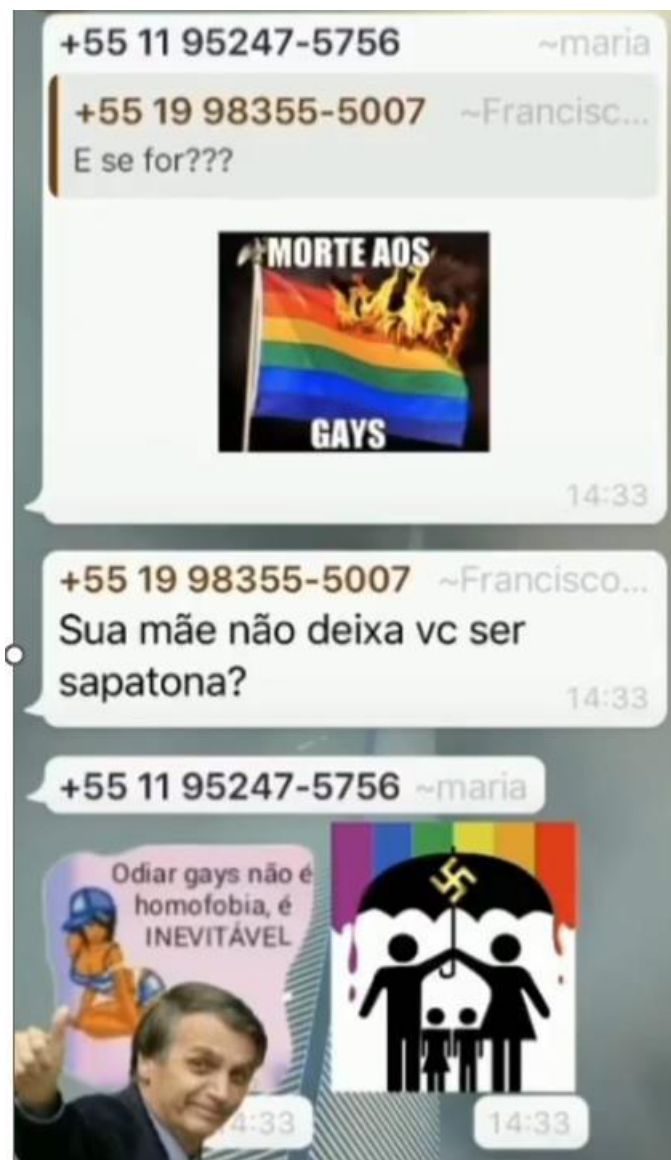 +55 11 95247-5756 ~maria
+55 19 98355-5007 ~Francisc...
E se for???
MORTE AOS
GAYS
14:33
+55 19 98355-5007 ~Francisco...
Sua mãe não deixa vc ser
sapatona?
14:33
+55 11 95247-5756 ~maria
Odiar gays não é
homofobia, é
INEVITÁVEL
14:33
14:33